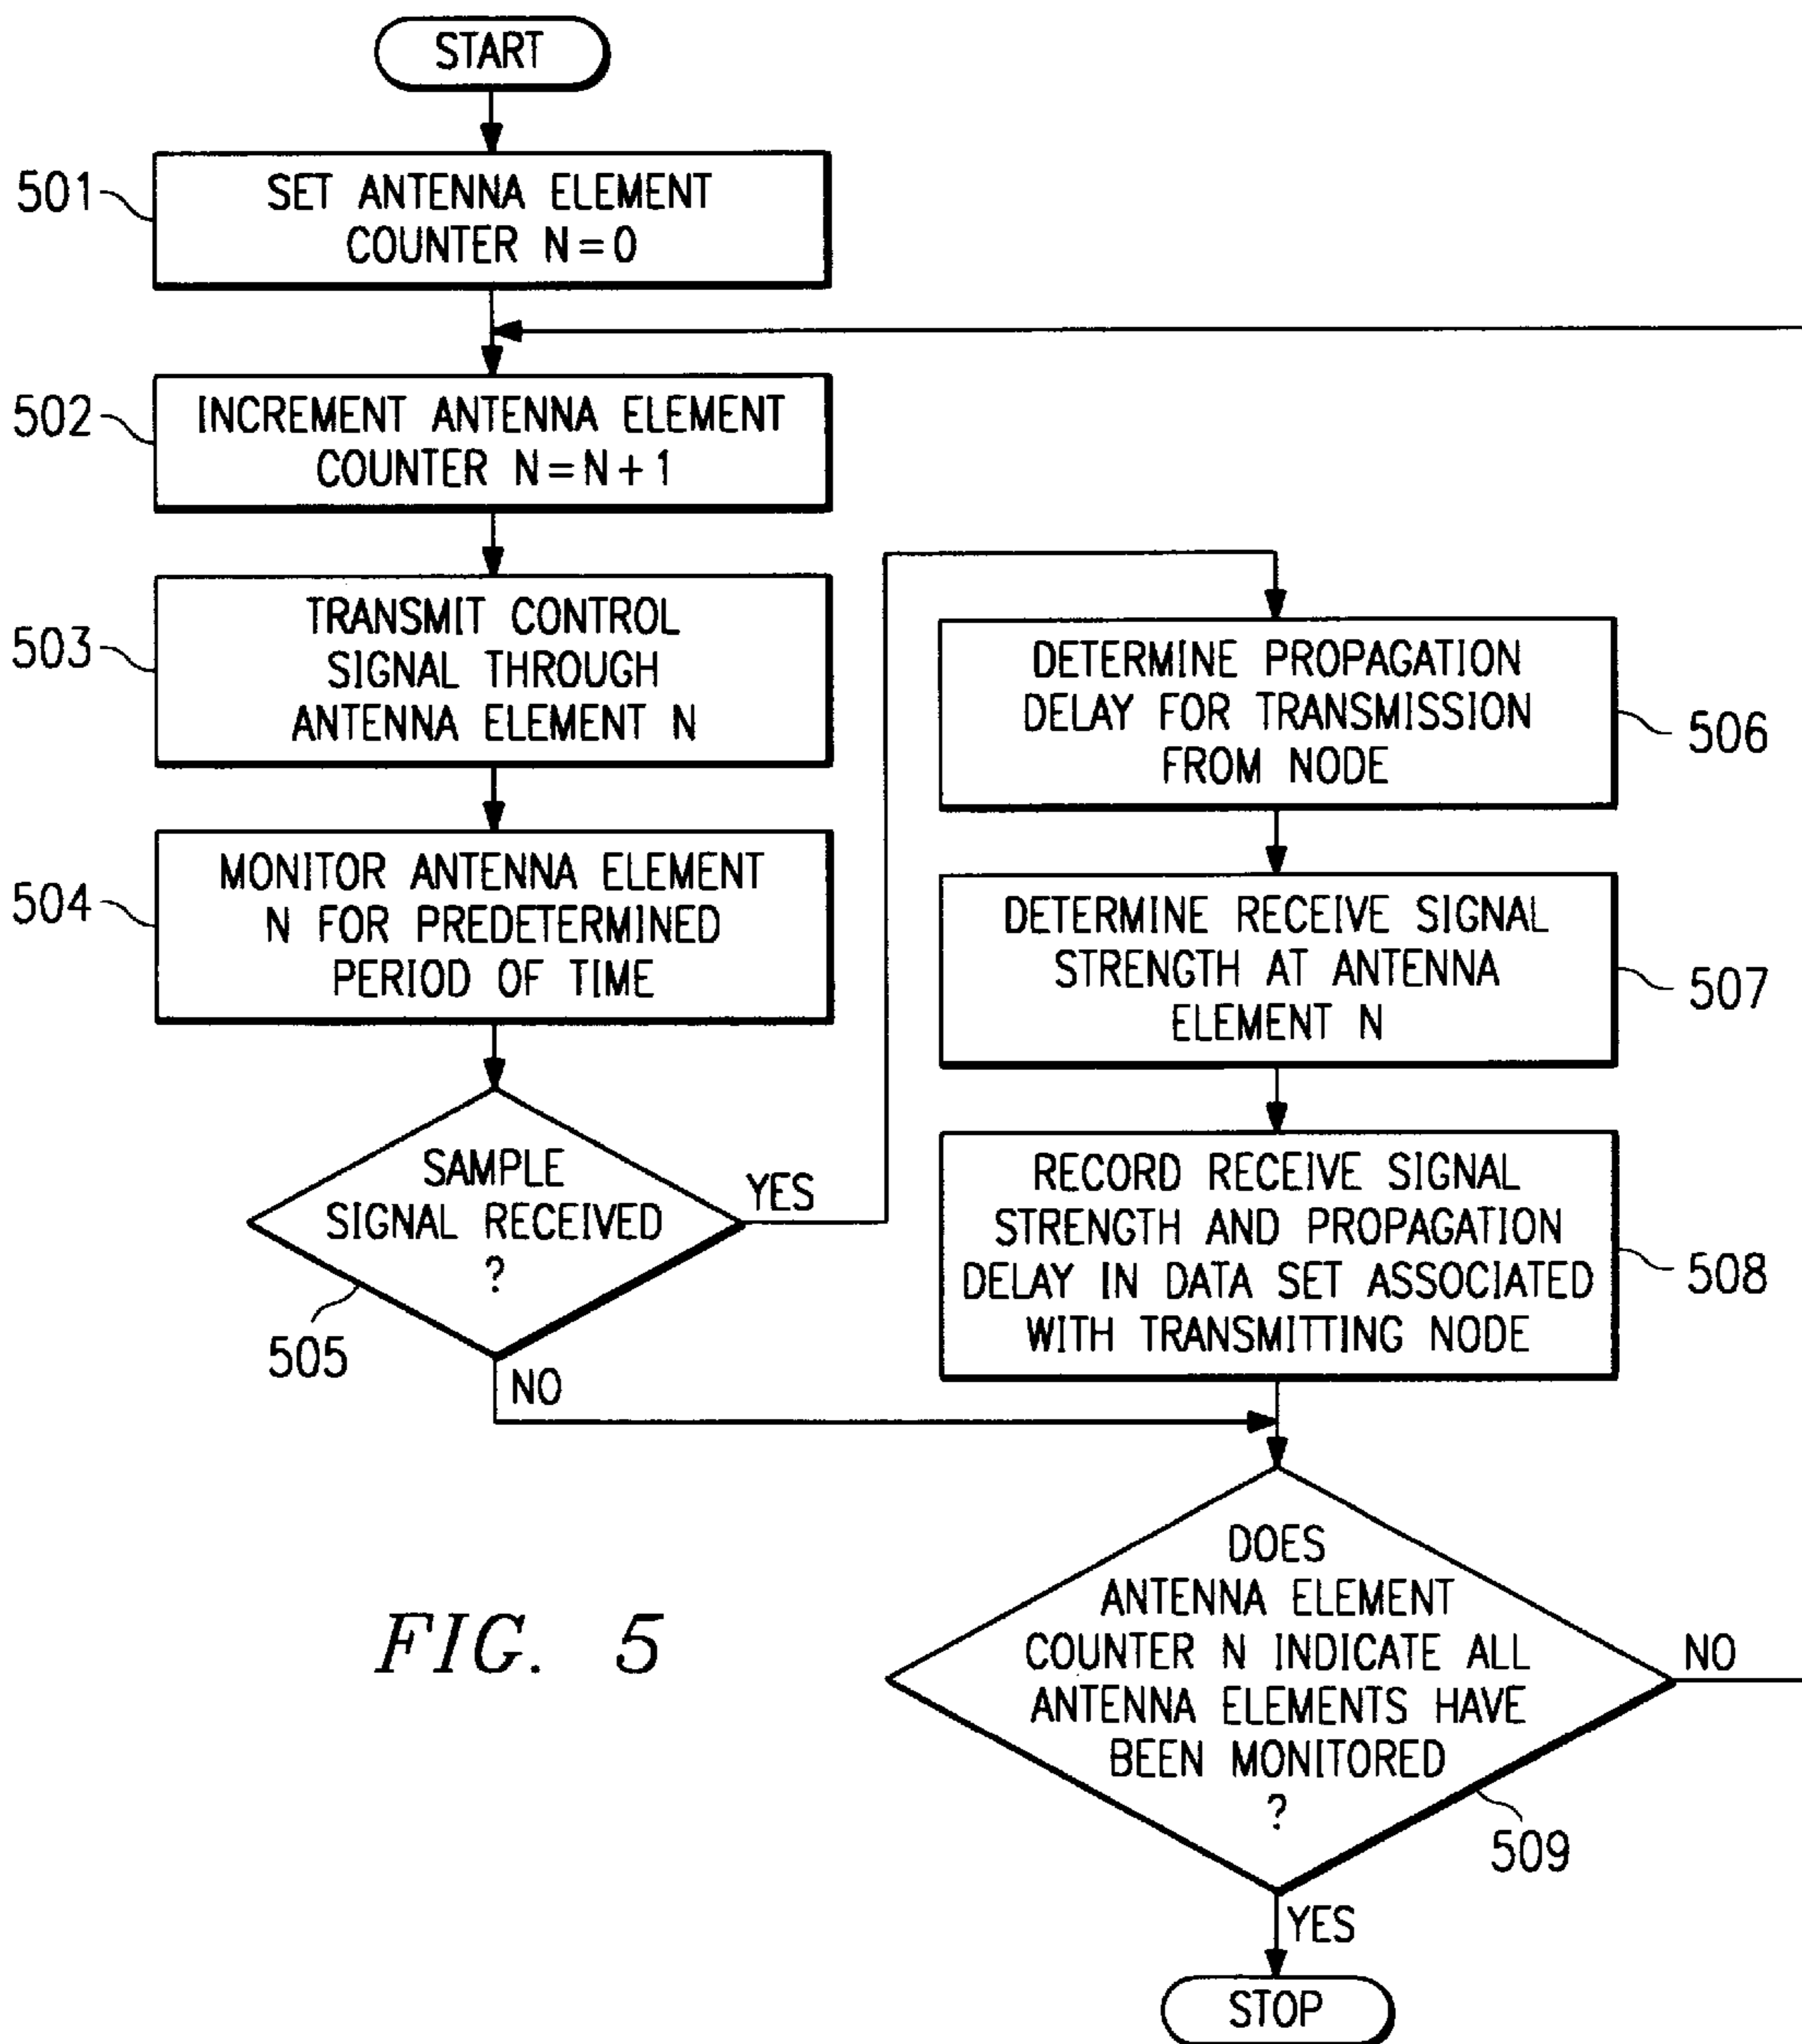 START
501
SET ANTENNA ELEMENT
COUNTER N=0
502
INCREMENT ANTENNA ELEMENT
COUNTER N=N+1
503
TRANSMIT CONTROL
SIGNAL THROUGH
ANTENNA ELEMENT N
504
MONITOR ANTENNA ELEMENT
N FOR PREDETERMINED
PERIOD OF TIME
SAMPLE
SIGNAL RECEIVED
?
505
YES
NO
DETERMINE PROPAGATION
DELAY FOR TRANSMISSION
FROM NODE
506
DETERMINE RECEIVE SIGNAL
STRENGTH AT ANTENNA
ELEMENT N
507
RECORD RECEIVE SIGNAL
STRENGTH AND PROPAGATION
DELAY IN DATA SET ASSOCIATED
WITH TRANSMITTING NODE
508
DOES
ANTENNA ELEMENT
COUNTER N INDICATE ALL
ANTENNA ELEMENTS HAVE
BEEN MONITORED
?
509
NO
YES
STOP
FIG. 5